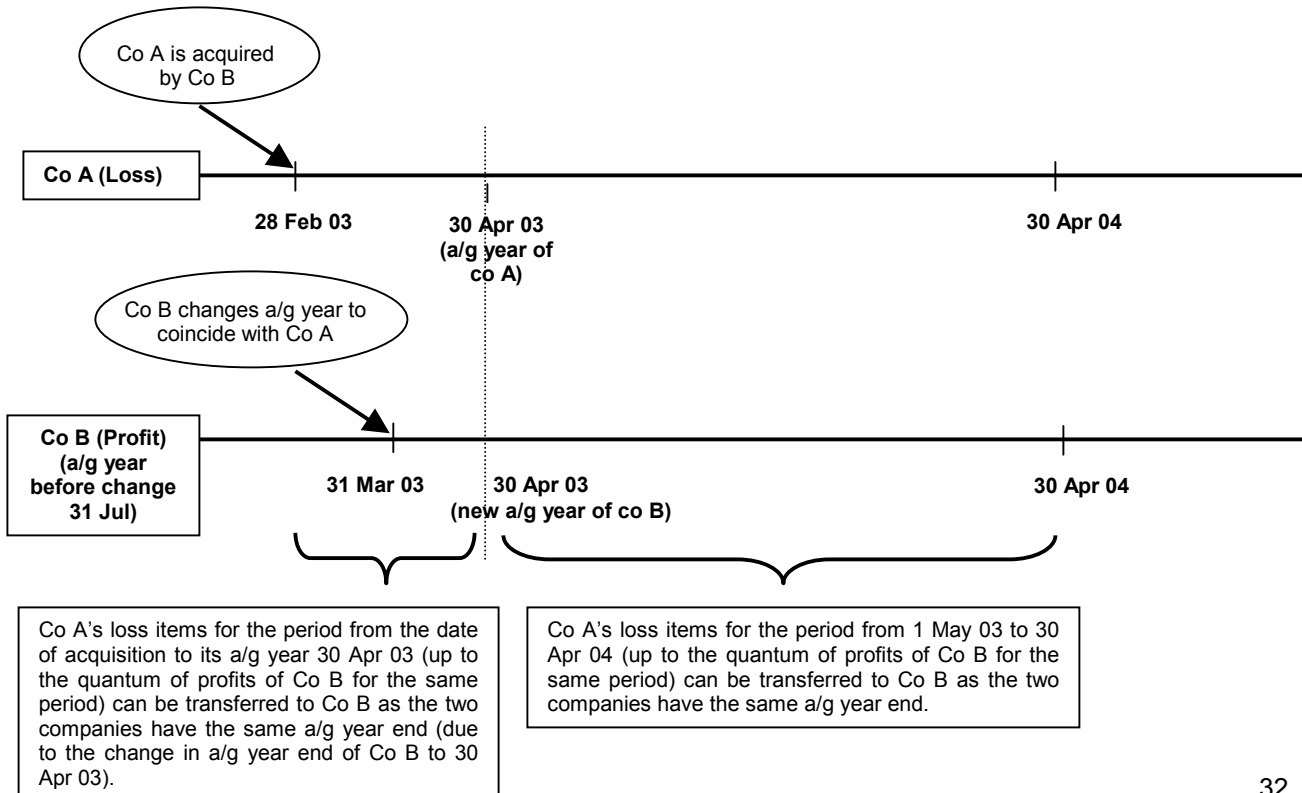 Co A is acquired
by Co B
Co A (Loss)
28 Feb 03
30 Apr 03
(a/g year of
co A)
30 Apr 04
Co B changes a/g year to
coincide with Co A
Co B (Profit)
(a/g year
before change
31 Jul)
31 Mar 03
30 Apr 03
(new a/g year of co B)
30 Apr 04
Co A's loss items for the period from the date
of acquisition to its a/g year 30 Apr 03 (up to
the quantum of profits of Co B for the same
period) can be transferred to Co B as the two
companies have the same a/g year end (due
to the change in a/g year end of Co B to 30
Apr 03).
Co A's loss items for the period from 1 May 03 to 30
Apr 04 (up to the quantum of profits of Co B for the
same period) can be transferred to Co B as the two
companies have the same a/g year end.
32